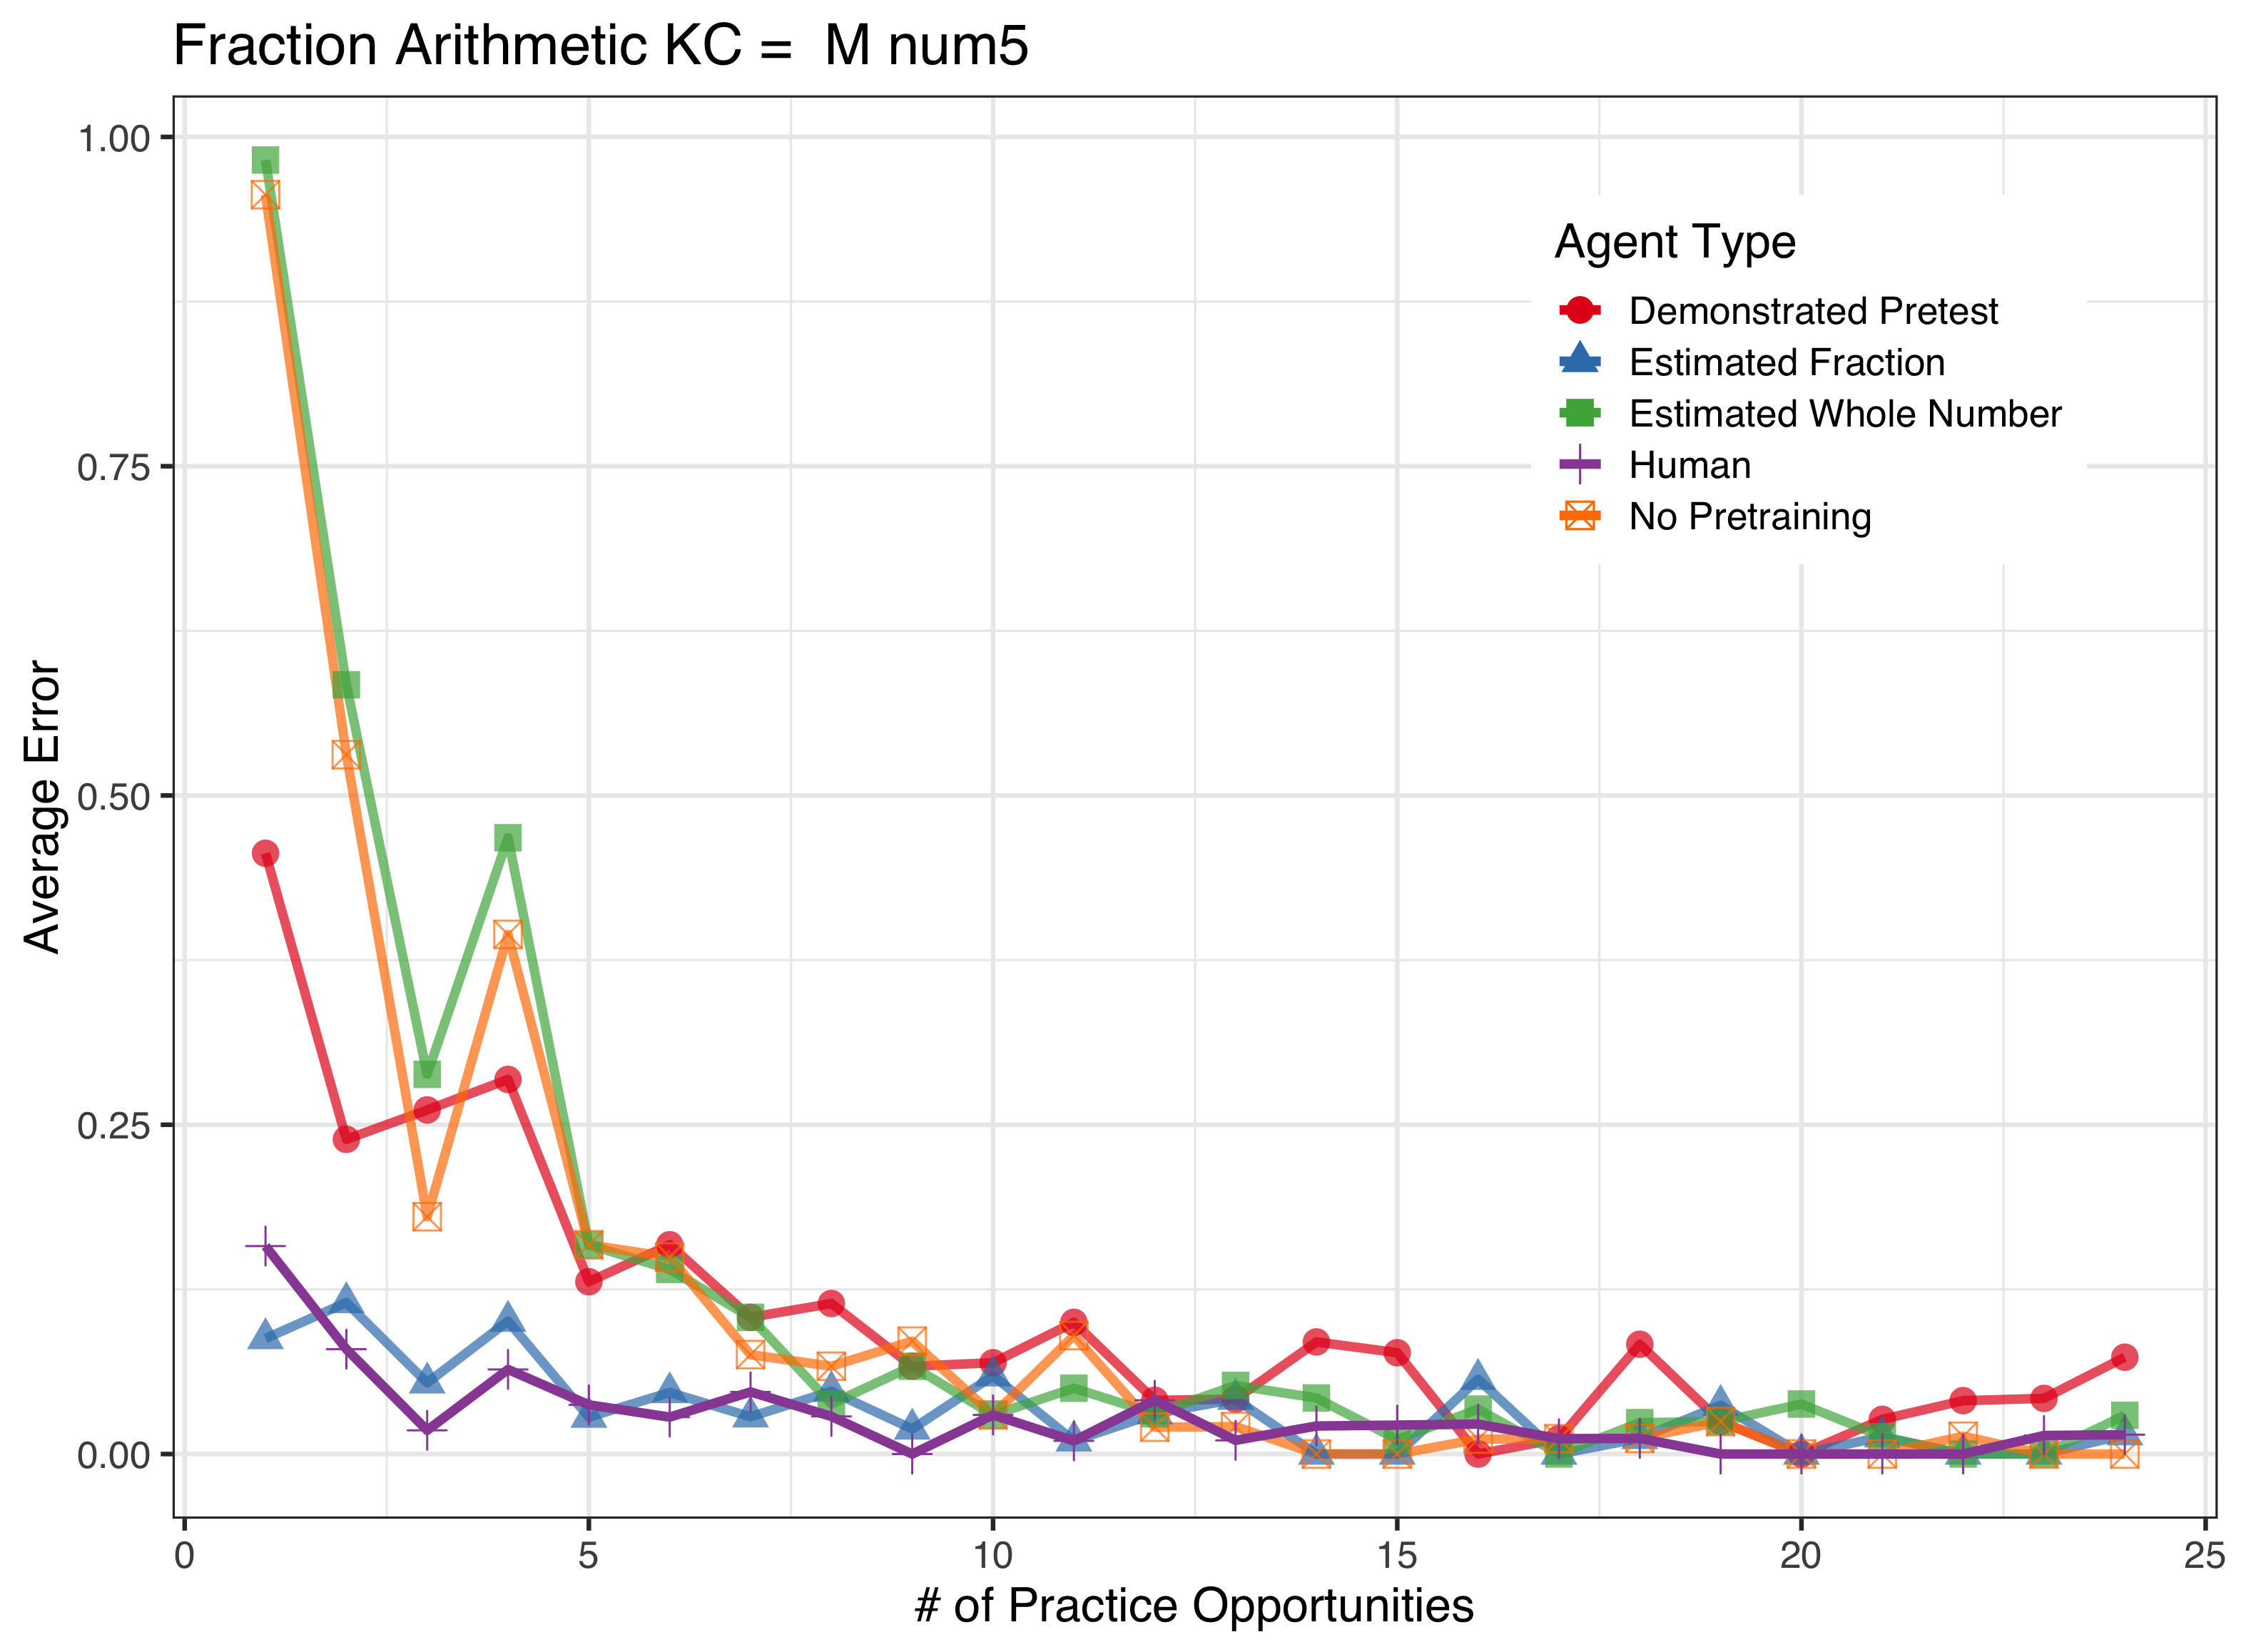 Fraction Arithmetic KC =  M num5
1.00
0.75
0.50
0.25
0.00
Average Error
Agent Type
Demonstrated Pretest
Estimated Fraction
Estimated Whole Number
Human
No Pretraining
0 5 10 15 20 25
# of Practice Opportunities